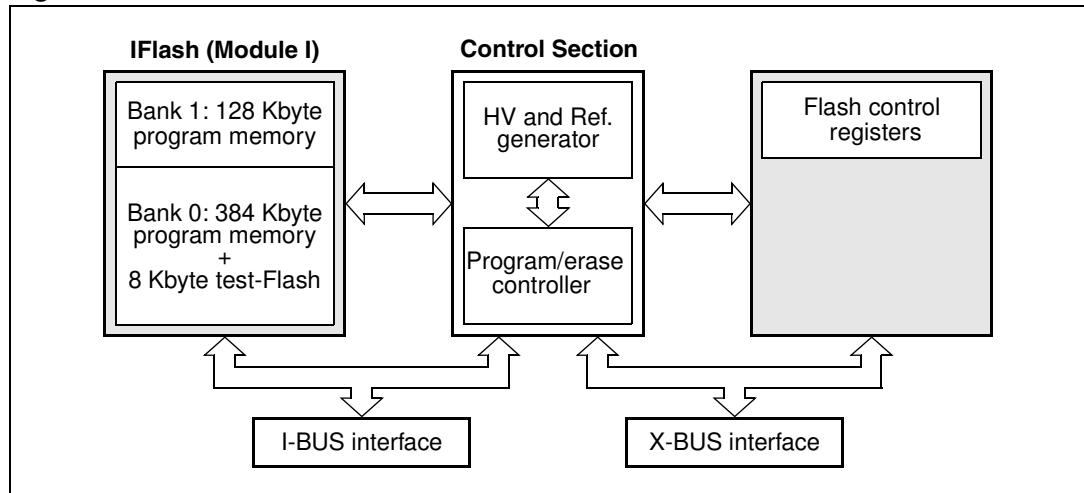 IFlash (Module I)
Control Section
Bank 1: 128 Kbyte
program memory
Bank 0: 384 Kbyte
program memory
+
8 Kbyte test-Flash
HV and Ref.
generator
Program/erase
controller
Flash control
registers
I-BUS interface
X-BUS interface